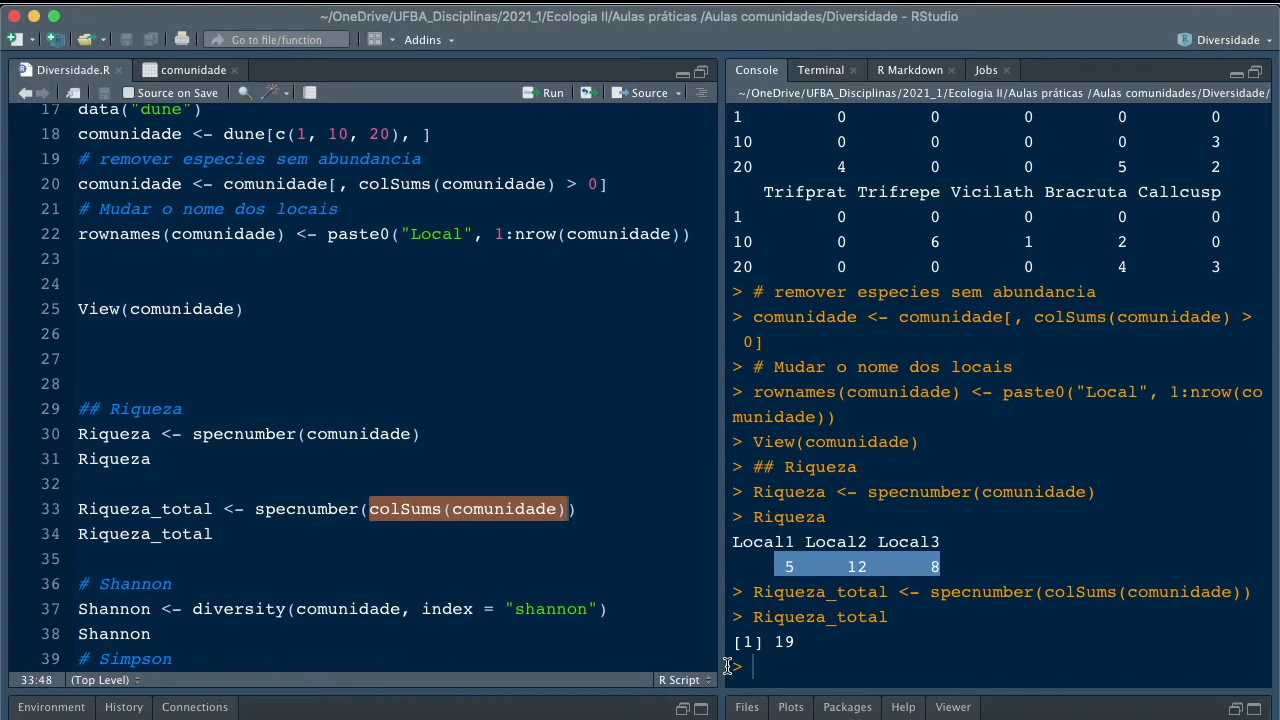 ~/OneDrive/UFBA_Disciplinas/2021_1/Ecologia II/Aulas práticas /Aulas comunidades/Diversidade - RStudio
Go to file/function
Addins
Diversidade
Diversidade.R
comunidade
Source on Save
Run
Source
17 data("dune")
18 comunidade <- dune[c(1, 10, 20), ]
19 # remover especies sem abundancia
20 comunidade <- comunidade[, colSums(comunidade) > 0]
21 # Mudar o nome dos locais
22 rownames(comunidade) <- paste0("Local", 1:nrow(comunidade))
23
24
25 View(comunidade)
26
27
28
29 ## Riqueza
30 Riqueza <- specnumber(comunidade)
31 Riqueza
32
33 Riqueza_total <- specnumber(colSums(comunidade))
34 Riqueza_total
35
36 # Shannon
37 Shannon <- diversity(comunidade, index = "shannon")
38 Shannon
39 # Simpson
33:48 (Top Level) R Script
Environment History Connections
Console Terminal R Markdown Jobs
~/OneDrive/UFBA_Disciplinas/2021_1/Ecologia II/Aulas práticas /Aulas comunidades/Diversidade/
1 0 0 0 0 0
10 0 0 0 0 3
20 4 0 0 5 2
Trifprat Trifrepe Vicilath Bracruta Callcusp
1 0 0 0 0 0
10 0 6 1 2 0
20 0 0 0 4 3
> # remover especies sem abundancia
> comunidade <- comunidade[, colSums(comunidade) >
0]
> # Mudar o nome dos locais
> rownames(comunidade) <- paste0("Local", 1:nrow(co
munidade))
> View(comunidade)
> ## Riqueza
> Riqueza <- specnumber(comunidade)
> Riqueza
Local1 Local2 Local3
5 12 8
> Riqueza_total <- specnumber(colSums(comunidade))
> Riqueza_total
[1] 19
>
Files Plots Packages Help Viewer